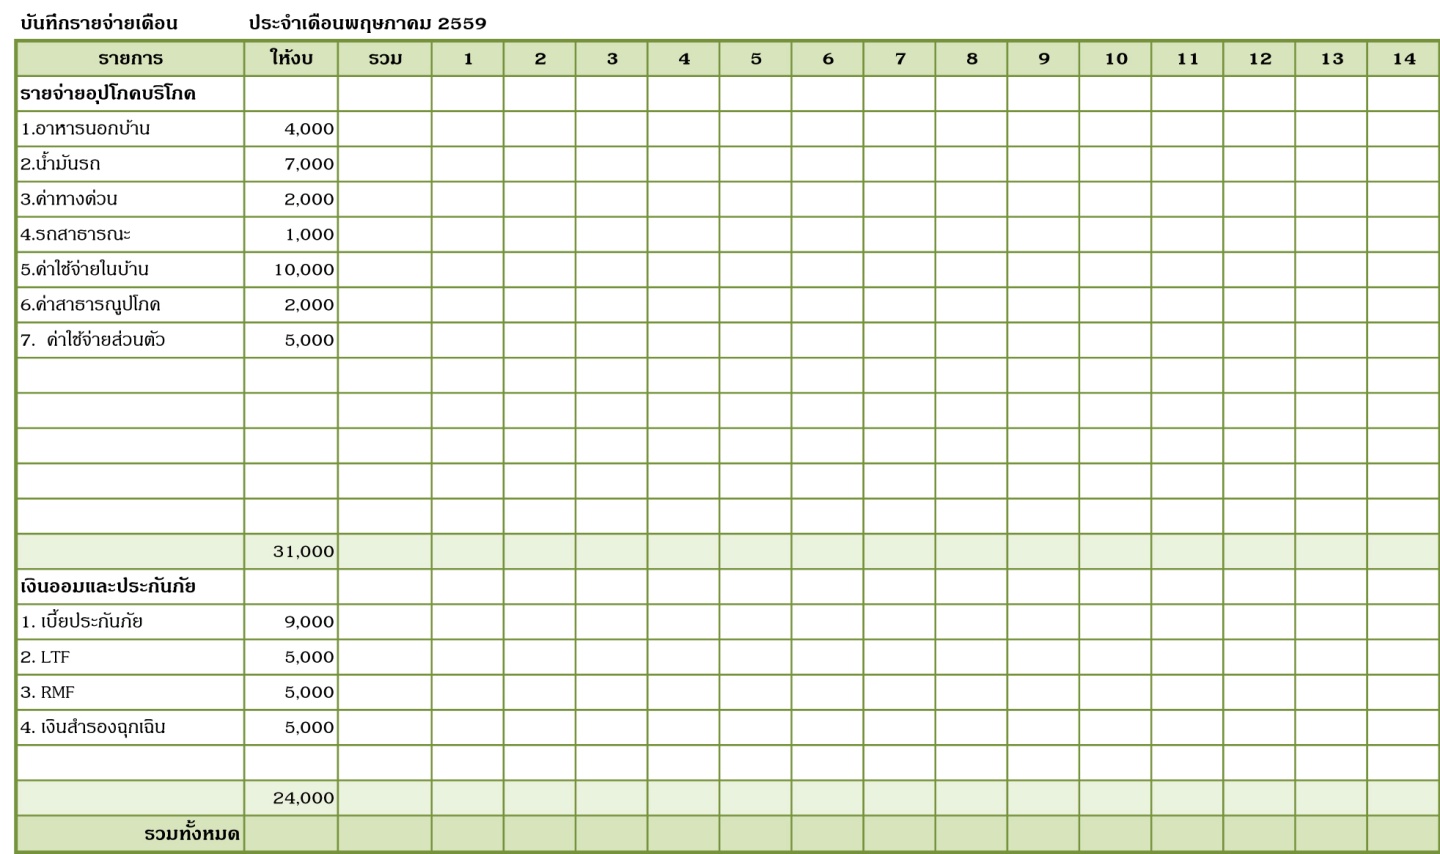 บันทึกรายจ่ายเดือน ประจำเดือนพฤษภาคม 2559
รายการ ให้งบ รวม 1 2 3 4 5 6 7 8 9 10 11 12 13 14
รายจ่ายอุปโภคบริโภค
1.อาหารนอกบ้าน 4,000
2.น้ำมันรถ 7,000
3.ค่าทางด่วน 2,000
4.รถสาธารณะ 1,000
5.ค่าใช้จ่ายในบ้าน 10,000
6.ค่าสาธารณูปโภค 2,000
7. ค่าใช้จ่ายส่วนตัว 5,000
31,000
เงินออมและประกันภัย
1. เบี้ยประกันภัย 9,000
2. LTF 5,000
3. RMF 5,000
4. เงินสำรองฉุกเฉิน 5,000
24,000
รวมทั้งหมด